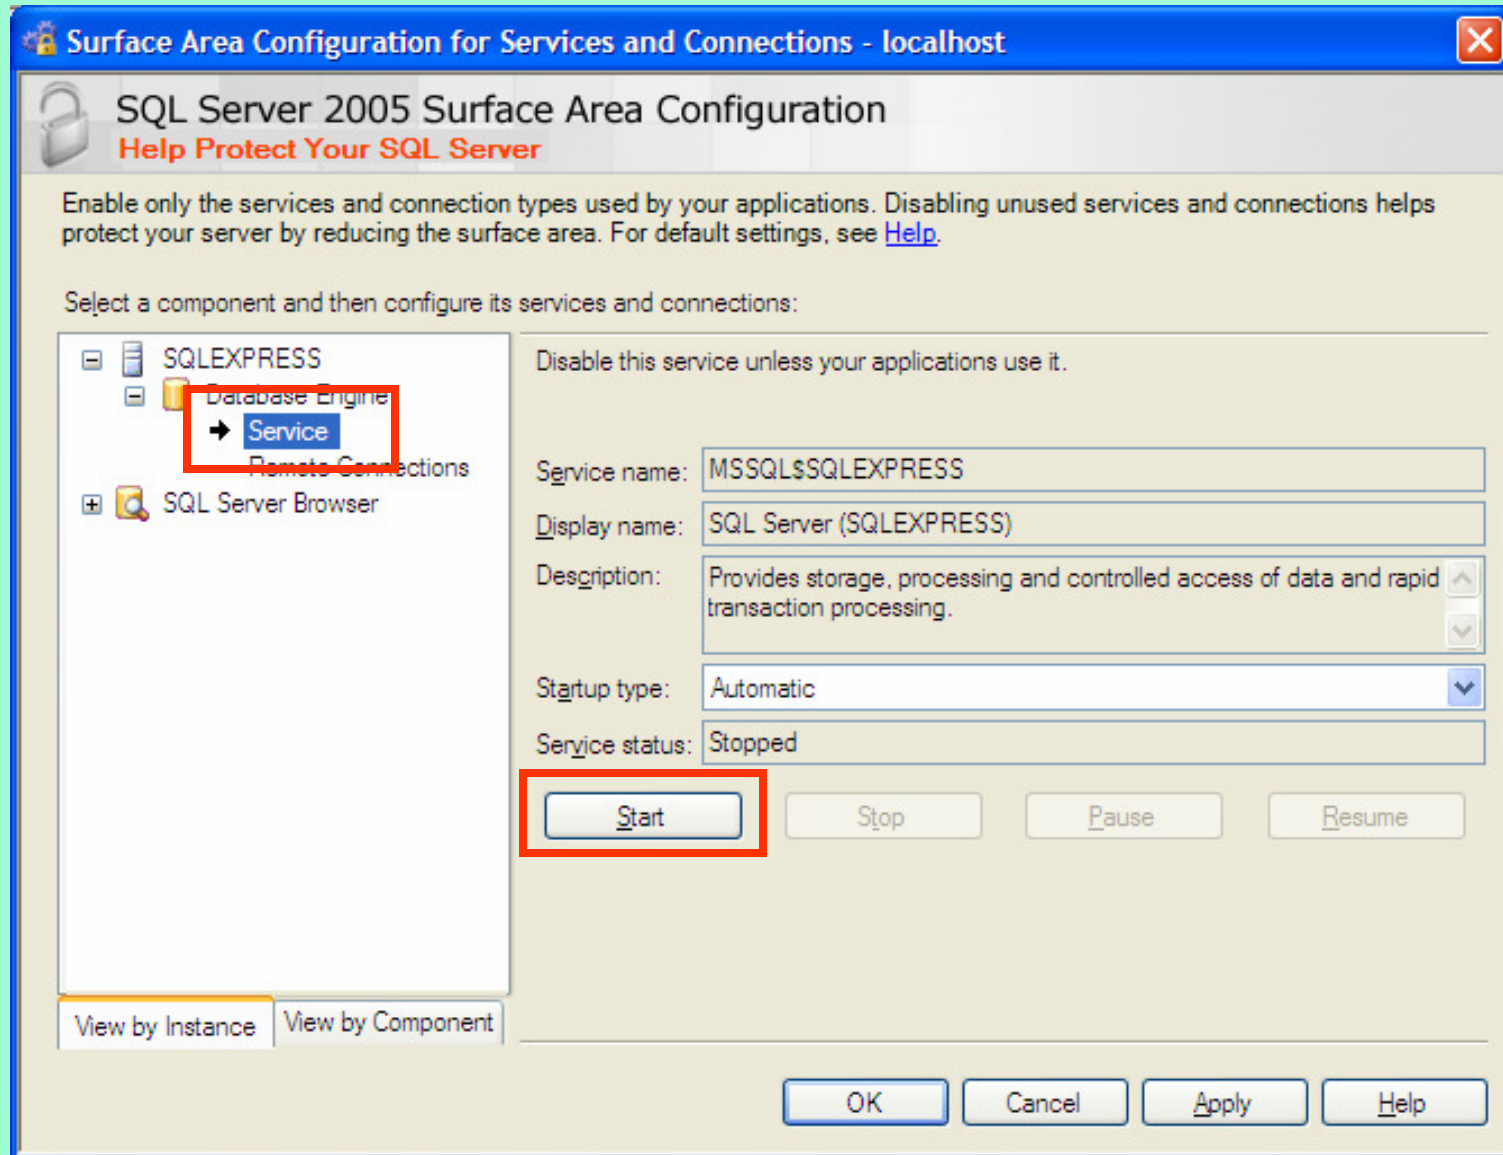 Surface Area Configuration for Services and Connections - localhost
SQL Server 2005 Surface Area Configuration
Help Protect Your SQL Server
Enable only the services and connection types used by your applications. Disabling unused services and connections helps
protect your server by reducing the surface area. For default settings, see Help.
Select a component and then configure its services and connections:
SQLEXPRESS
Database Engine
Service
Remote Connections
SQL Server Browser
View by Instance
View by Component
Disable this service unless your applications use it.
Service name: MSSQL$SQLEXPRESS
Display name: SQL Server (SQLEXPRESS)
Description: Provides storage, processing and controlled access of data and rapid
transaction processing.
Startup type: Automatic
Service status: Stopped
Start Stop Pause Resume
OK Cancel Apply Help